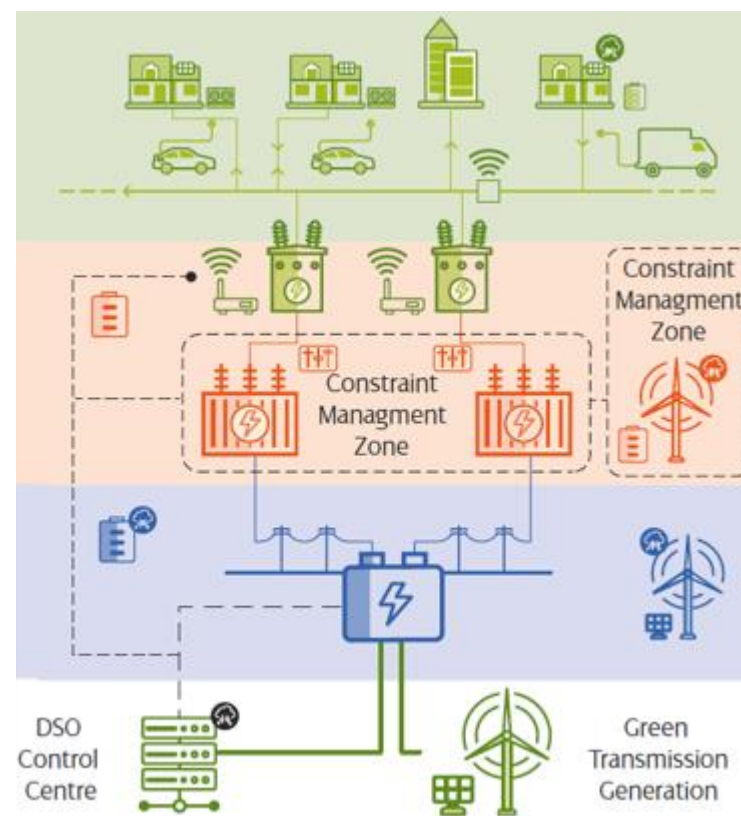 Constraint
Managment
Zone
Constraint
Managment
Zone
DSO
Control
Centre
Green
Transmission
Generation